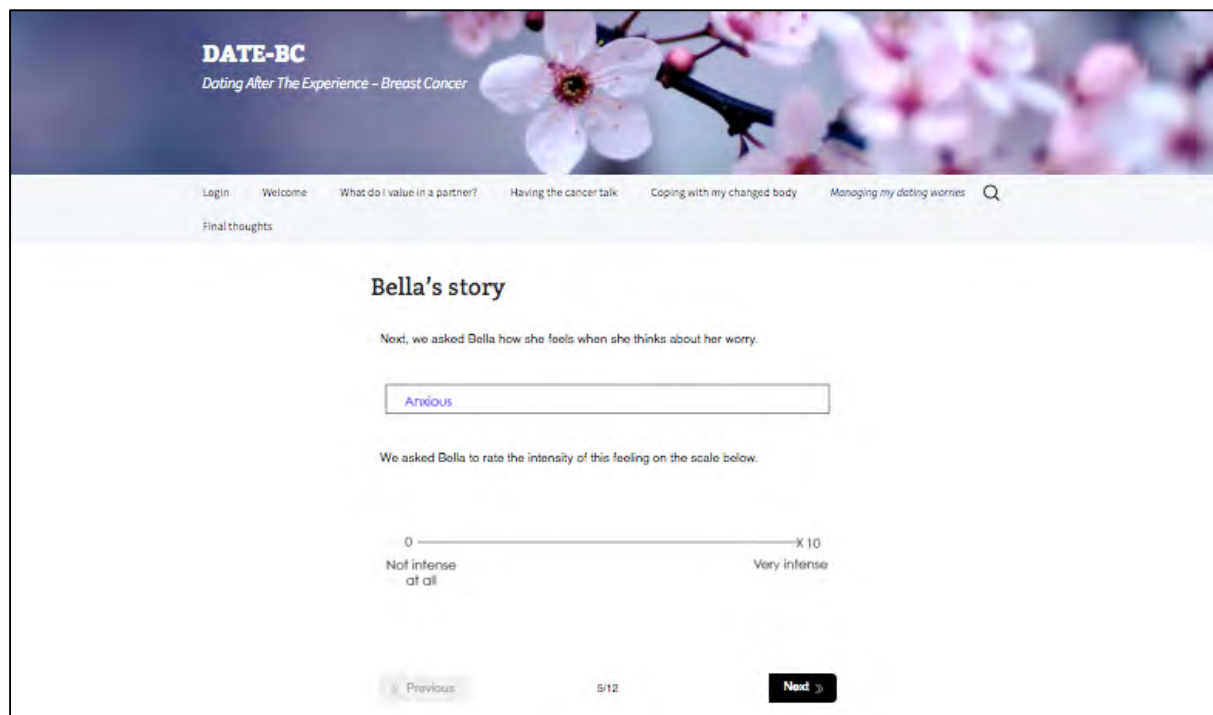 DATE-BC
Dating After The Experience – Breast Cancer
Login Welcome What do I value in a partner? Having the cancer talk Coping with my changed body Managing my dating worries
Final thoughts
Bella's story
Next, we asked Bella how she feels when she thinks about her worry.
Anxious
We asked Bella to rate the intensity of this feeling on the scale below.
0 X 10
Not intense Very intense
at all
Previous 5/12 Next »